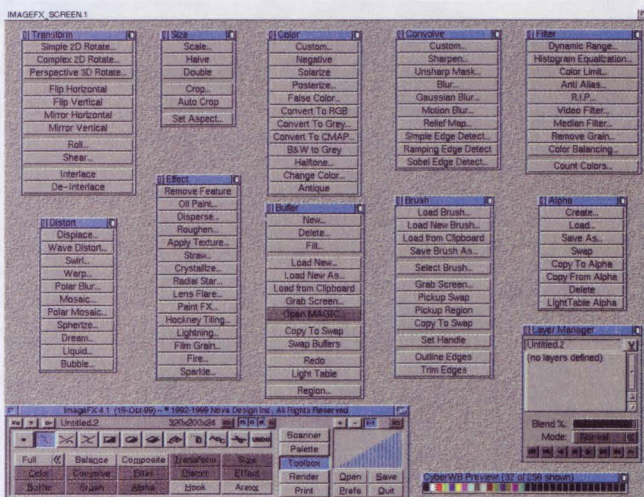 IMAGEFX_SCREEN.1
Transform
Simple 2D Rotate...
Complex 2D Rotate...
Perspective 3D Rotate...
Flip Horizontal
Flip Vertical
Mirror Horizontal
Mirror Vertical
Roll...
Shear...
Interlace
De-Interlace
Size
Scale...
Halve
Double
Crop...
Auto Crop
Set Aspect...
Color
Custom...
Negative
Solarize
Posterize...
False Color...
Convert To RGB
Convert To Grey...
Convert To CMAP...
B&W to Grey
Halftone...
Change Color...
Antique
Convolve
Custom...
Sharpen...
Unsharp Mask...
Blur...
Gaussian Blur...
Motion Blur...
Relief Map...
Simple Edge Detect...
Ramping Edge Detect
Sobel Edge Detect...
Filter
Dynamic Range...
Histogram Equalization...
Color Limit...
Anti Alias...
R.I.P...
Video Filter...
Median Filter...
Remove Grain...
Color Balancing...
Count Colors...
Distort
Displace...
Wave Distort...
Swirl...
Warp...
Polar Blur...
Mosaic...
Polar Mosaic...
Spherize...
Dream...
Liquid...
Bubble...
Effect
Remove Feature
Oil Paint...
Disperse...
Roughen...
Apply Texture...
Straw...
Crystallize...
Radial Star...
Lens Flare...
Paint FX...
Hockney Tiling...
Lightning...
Film Grain...
Fire...
Sparkle...
Buffer
New...
Delete...
Fill...
Load New...
Load New As...
Load from Clipboard
Grab Screen...
Open MAGIC...
Copy To Swap
Swap Buffers
Redo
Light Table
Region...
Brush
Load Brush...
Load New Brush...
Load from Clipboard
Save Brush As...
Select Brush...
Grab Screen...
Pickup Swap
Pickup Region
Copy To Swap
Set Handle
Outline Edges
Trim Edges
Alpha
Create...
Load...
Save As...
Swap
Copy To Alpha
Copy From Alpha
Delete
LightTable Alpha
Layer Manager
Untitled.2
(no layers defined)
Blend %:
Mode: Normal
ImageFX 4.1 (18-Oct-99) - © 1992-1999 Nova Design Inc., All Rights Reserved
Untitled.2 320x200x24
UNDO
Full Balance Composite Transform Size
Color Convolve Filter Distort Effect
Buffer Brush Alpha Hook Arexx
Scanner
Palette
Toolbox
Render
Print
Open Save
Prefs Quit
CyberWB Preview: (32 of 256 shown)